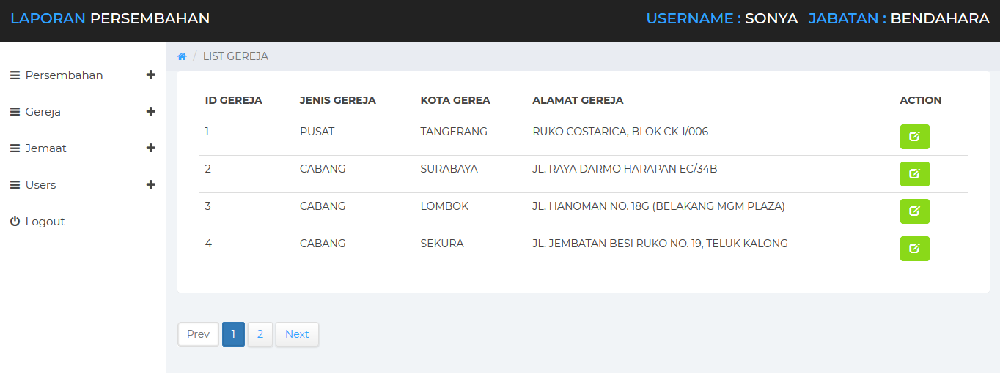 LAPORAN PERSEMBAHAN USERNAME : SONYA JABATAN : BENDAHARA
/ LIST GEREJA
Persembahan
Gereja
Jemaat
Users
Logout
ID GEREJA JENIS GEREJA KOTA GEREA ALAMAT GEREJA ACTION
1 PUSAT TANGERANG RUKO COSTARICA, BLOK CK-I/006
2 CABANG SURABAYA JL. RAYA DARMO HARAPAN EC/34B
3 CABANG LOMBOK JL. HANOMAN NO. 18G (BELAKANG MGM PLAZA)
4 CABANG SEKURA JL. JEMBATAN BESI RUKO NO. 19, TELUK KALONG
Prev 1 2 Next